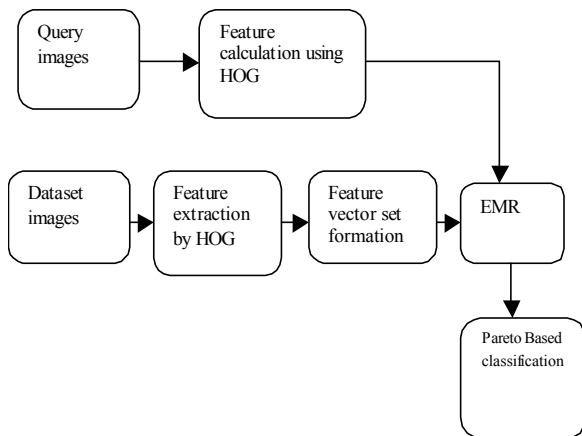 Query
images
Feature
calculation using
HOG
Dataset
images
Feature
extraction
by HOG
Feature
vector set
formation
EMR
Pareto Based
classification